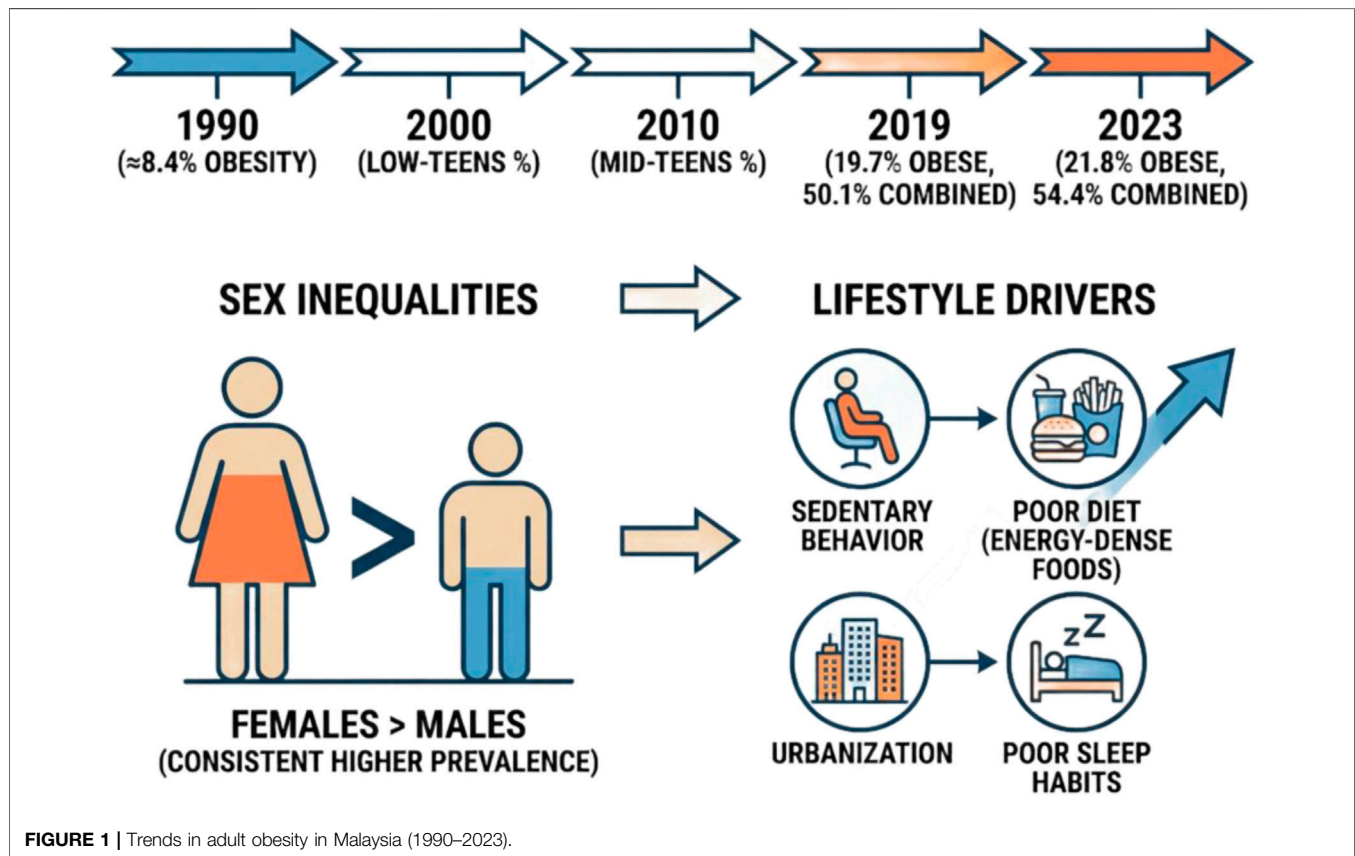 1990
(≈8.4% OBESITY)
2000
(LOW-TEENS %)
2010
(MID-TEENS %)
2019
(19.7% OBESE,
50.1% COMBINED)
2023
(21.8% OBESE,
54.4% COMBINED)
SEX INEQUALITIES
>
FEMALES > MALES
(CONSISTENT HIGHER PREVALENCE)
LIFESTYLE DRIVERS
SEDENTARY
BEHAVIOR
POOR DIET
(ENERGY-DENSE
FOODS)
URBANIZATION
zZ
POOR SLEEP
HABITS
FIGURE 1 | Trends in adult obesity in Malaysia (1990–2023).